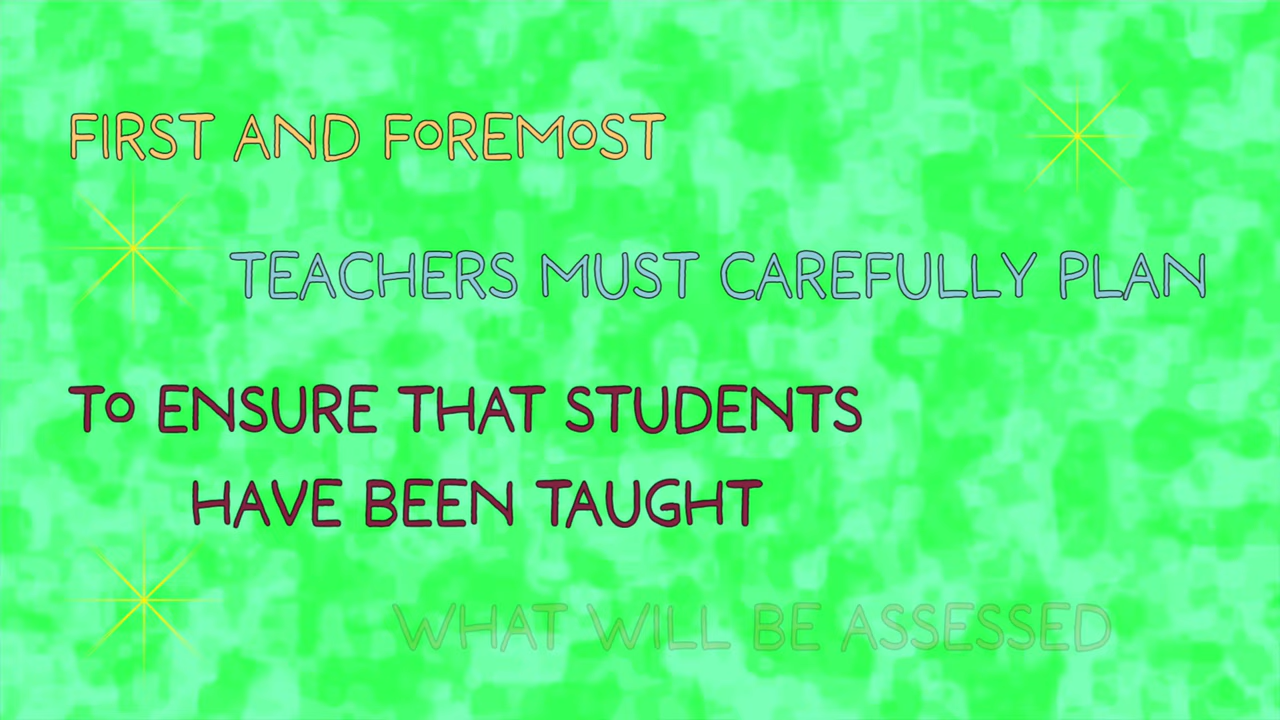 FIRST AND FOREMOST
TEACHERS MUST CAREFULLY PLAN
TO ENSURE THAT STUDENTS
HAVE BEEN TAUGHT
WHAT WILL BE ASSESSED